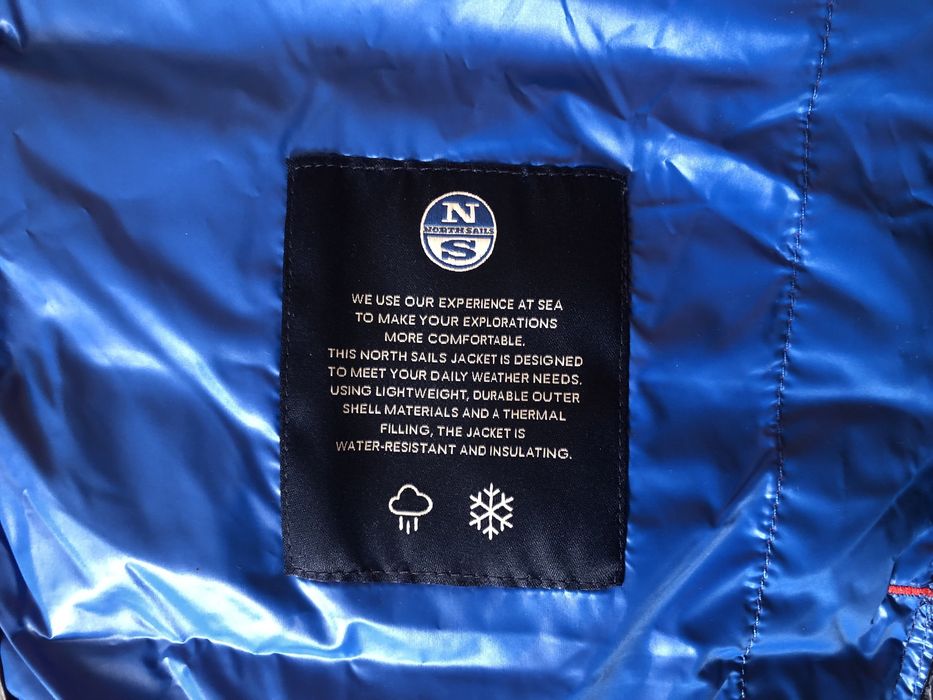 N
NORTH SAILS
S
WE USE OUR EXPERIENCE AT SEA
TO MAKE YOUR EXPLORATIONS
MORE COMFORTABLE.
THIS NORTH SAILS JACKET IS DESIGNED
TO MEET YOUR DAILY WEATHER NEEDS.
USING LIGHTWEIGHT, DURABLE OUTER
SHELL MATERIALS AND A THERMAL
FILLING, THE JACKET IS
WATER-RESISTANT AND INSULATING.